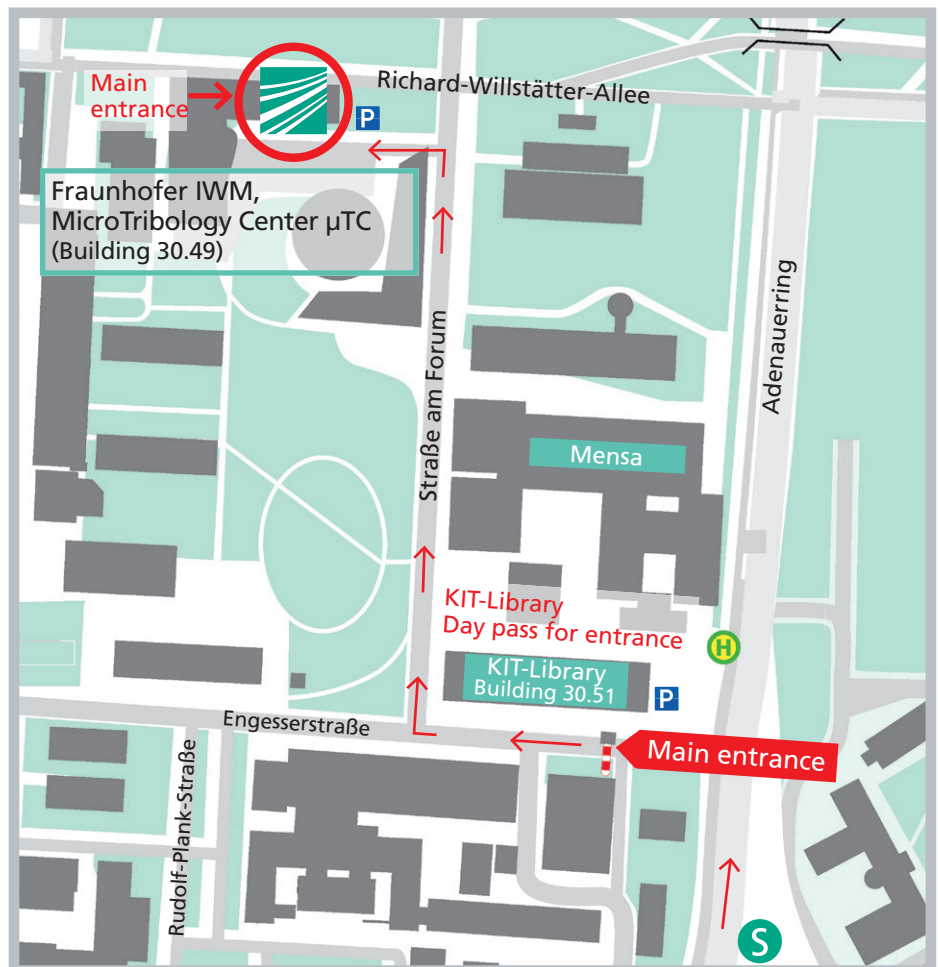 Main
entrance
Richard-Willstätter-Allee
P
Fraunhofer IWM,
MicroTribology Center µTC
(Building 30.49)
Adenauerring
Straße am Forum
Mensa
KIT-Library
Day pass for entrance
H
KIT-Library
Building 30.51
P
Engesserstraße
Main entrance
Rudolf-Plank-Straße
S